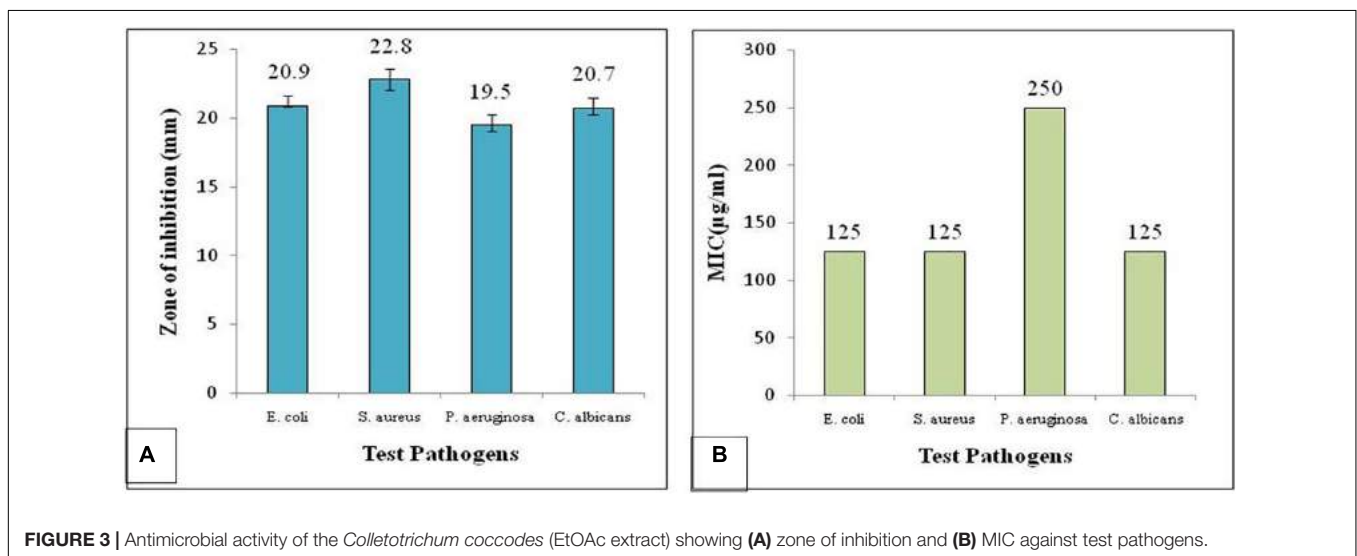 25
20
15
10
5
0
Zone of inhibition (mm)
20.9
22.8
19.5
20.7
E. coli S. aureus P. aeruginosa C. albicans
Test Pathogens
A
300
250
200
150
100
50
0
MIC(µg/ml)
125
125
250
125
E. coli S. aureus P. aeruginosa C. albicans
Test Pathogens
B
FIGURE 3 | Antimicrobial activity of the Colletotrichum coccodes (EtOAc extract) showing (A) zone of inhibition and (B) MIC against test pathogens.